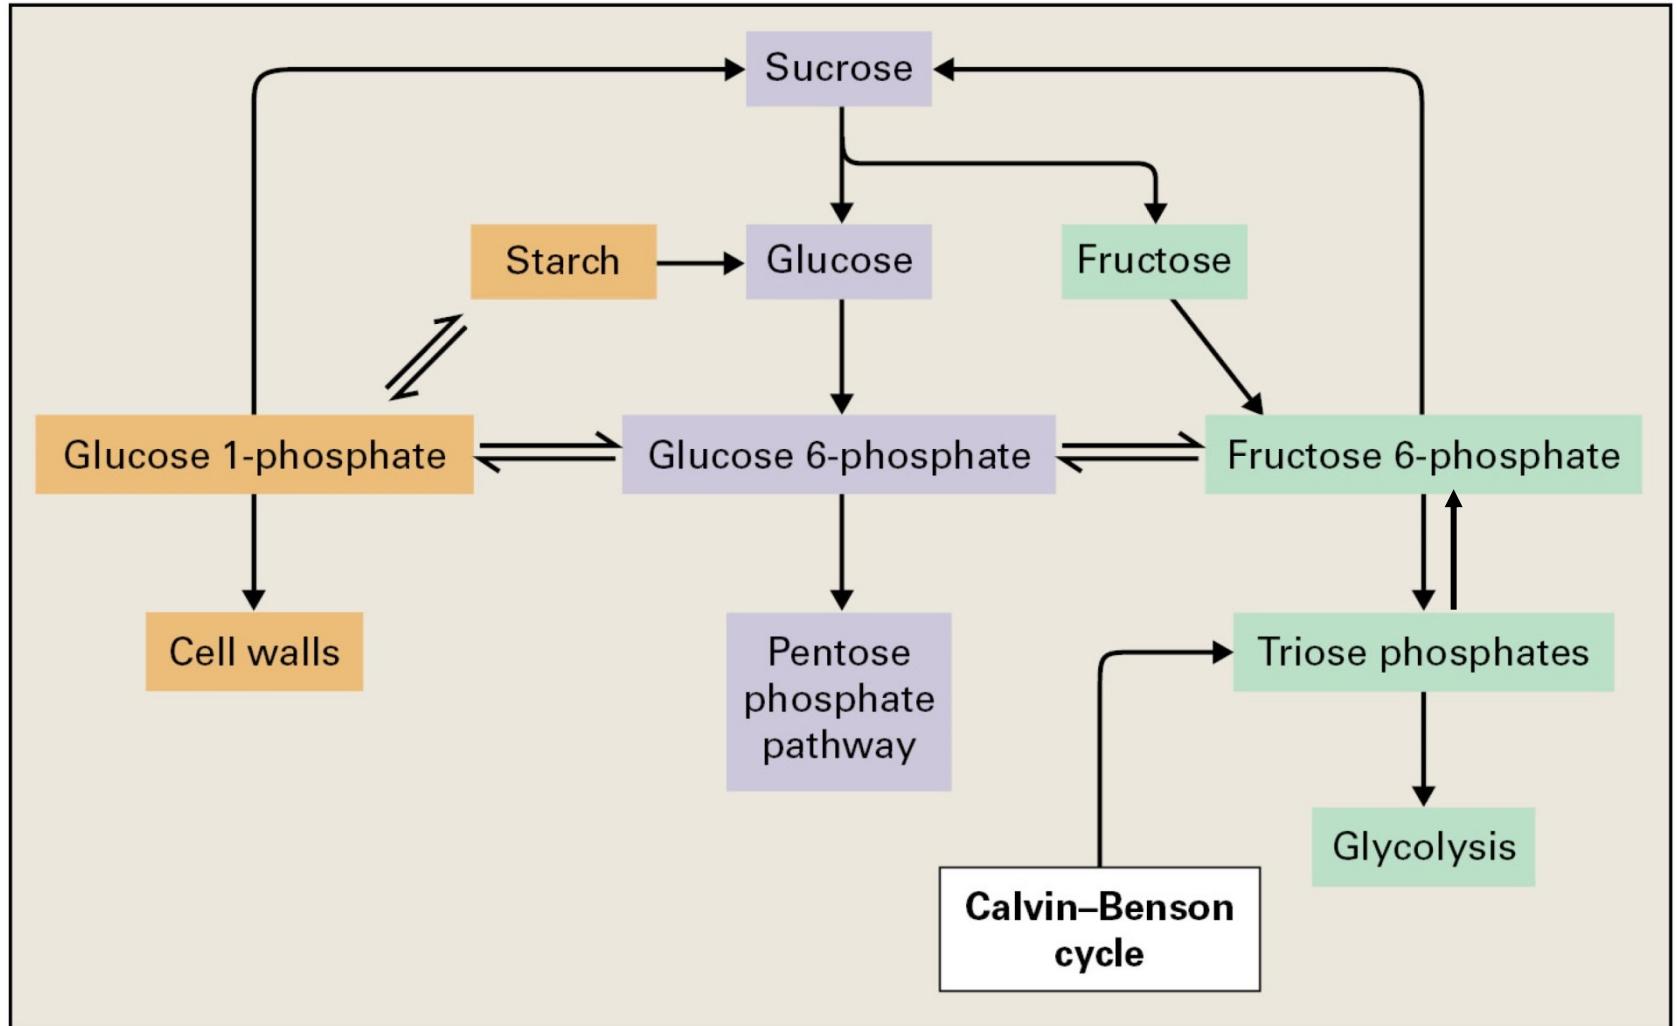 Sucrose
Starch
Glucose
Fructose
Glucose 1-phosphate
Glucose 6-phosphate
Fructose 6-phosphate
Cell walls
Pentose
phosphate
pathway
Triose phosphates
Glycolysis
Calvin–Benson
cycle